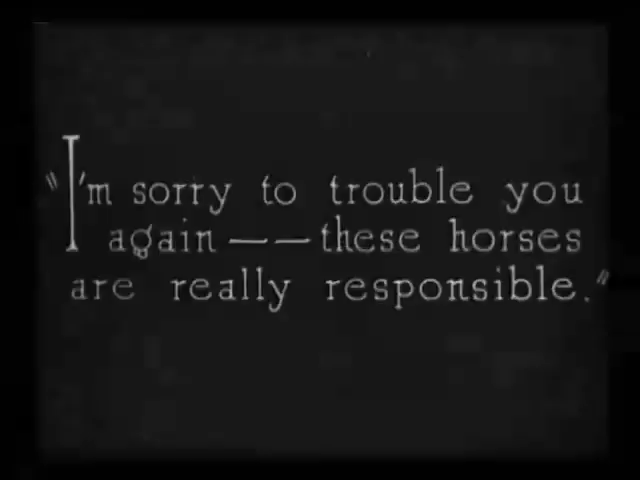 "I'm sorry to trouble you
again — — these horses
are really responsible."